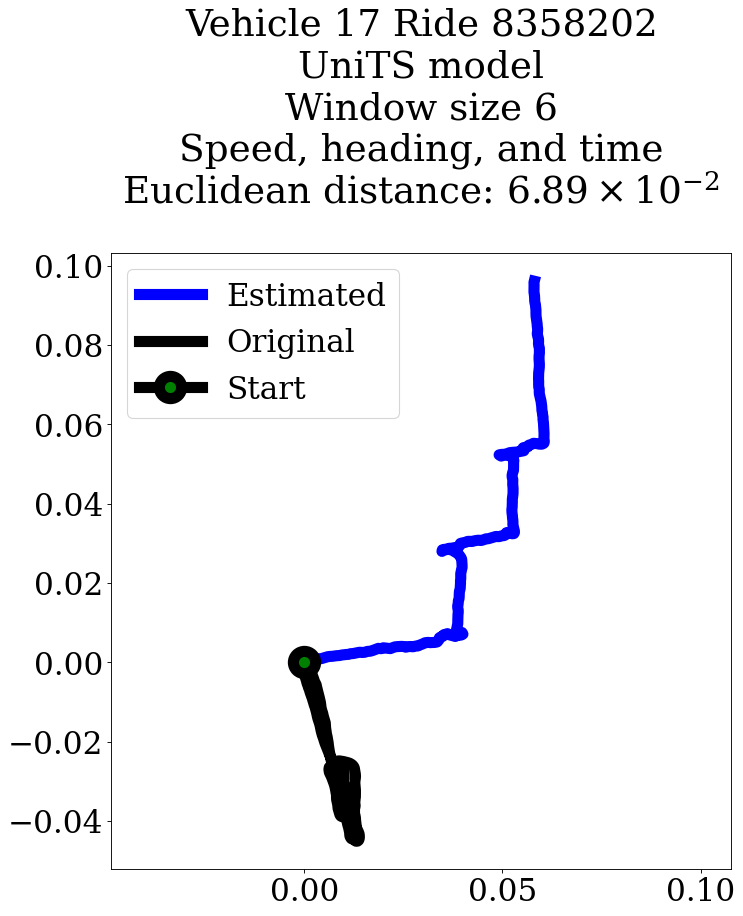 Vehicle 17 Ride 8358202
UniTS model
Window size 6
Speed, heading, and time
Euclidean distance: 6.89 × 10⁻²
Estimated
Original
Start
0.10
0.08
0.06
0.04
0.02
0.00
−0.02
−0.04
0.00 0.05 0.10